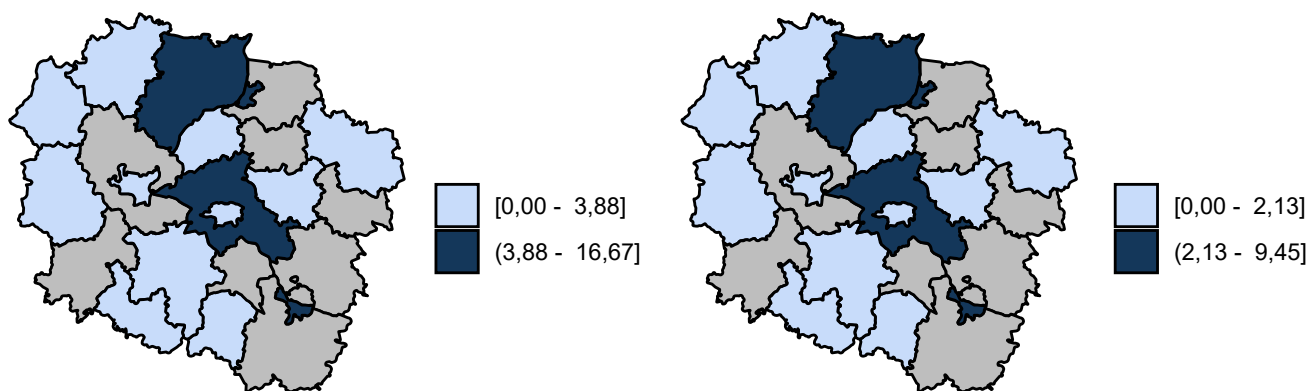 [0,00 - 3,88]
(3,88 - 16,67]
[0,00 - 2,13]
(2,13 - 9,45]